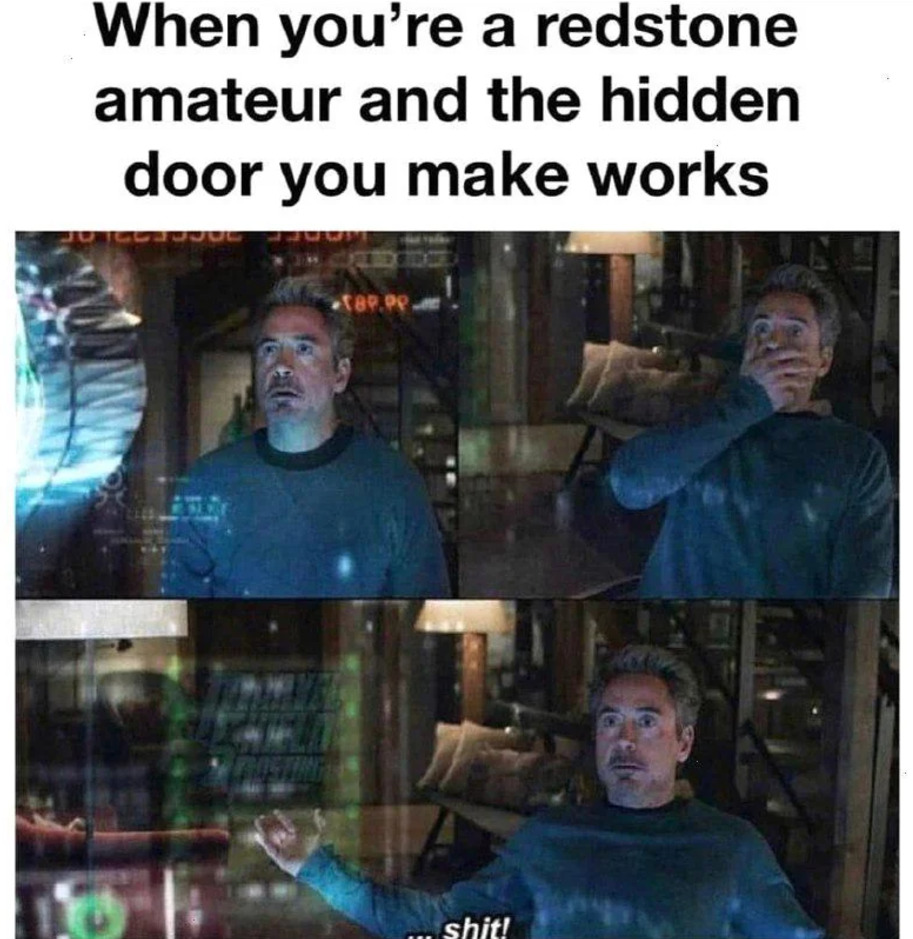 When you're a redstone
amateur and the hidden
door you make works
... shit!